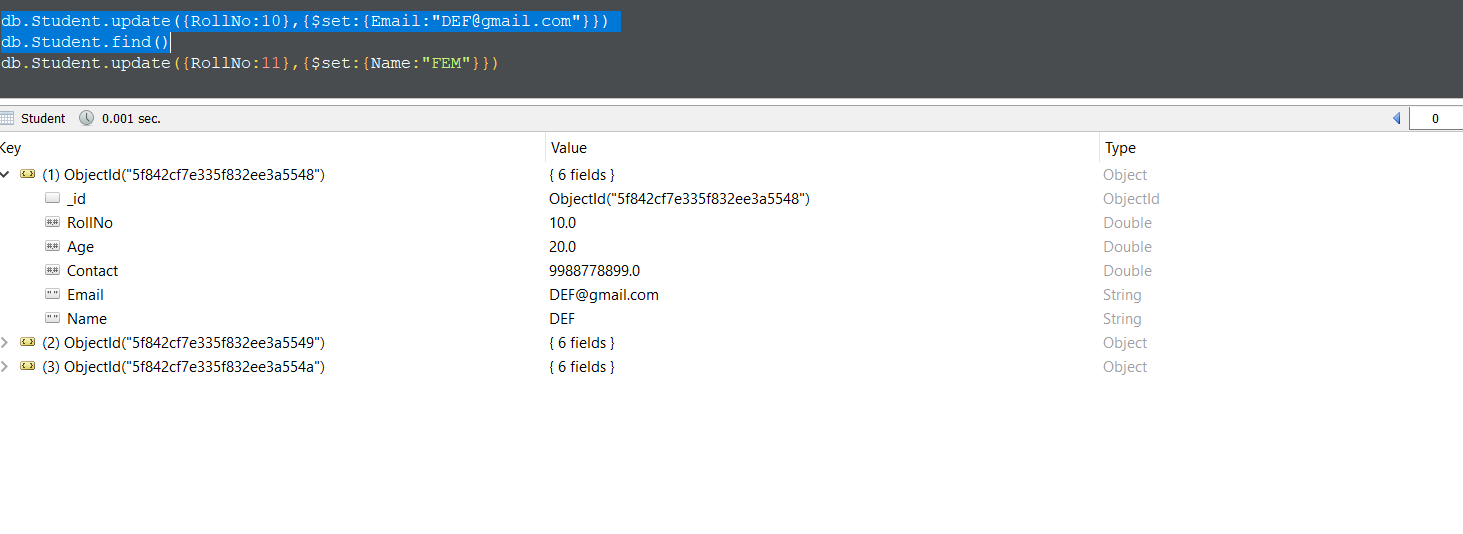 db.Student.update({RollNo:10},{$set:{Email:"DEF@gmail.com"}})
db.Student.find()
db.Student.update({RollNo:11},{$set:{Name:"FEM"}})
Student 0.001 sec. 0
Key Value Type
(1) ObjectId("5f842cf7e335f832ee3a5548") { 6 fields } Object
_id ObjectId("5f842cf7e335f832ee3a5548") ObjectId
#.# RollNo 10.0 Double
#.# Age 20.0 Double
#.# Contact 9988778899.0 Double
" " Email DEF@gmail.com String
" " Name DEF String
(2) ObjectId("5f842cf7e335f832ee3a5549") { 6 fields } Object
(3) ObjectId("5f842cf7e335f832ee3a554a") { 6 fields } Object